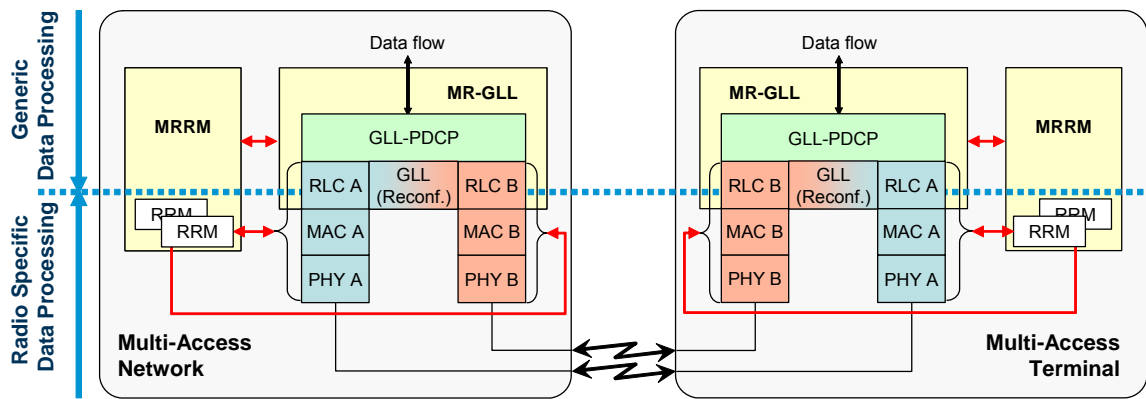 Generic
Data Processing
Radio Specific
Data Processing
Data flow
MR-GLL
MRRM
GLL-PDCP
RLC A
GLL
(Reconf.)
RLC B
RRM
RRM
MAC A
MAC B
PHY A
PHY B
Multi-Access
Network
Data flow
MR-GLL
MRRM
GLL-PDCP
RLC B
GLL
(Reconf.)
RLC A
RRM
RRM
MAC B
MAC A
PHY B
PHY A
Multi-Access
Terminal